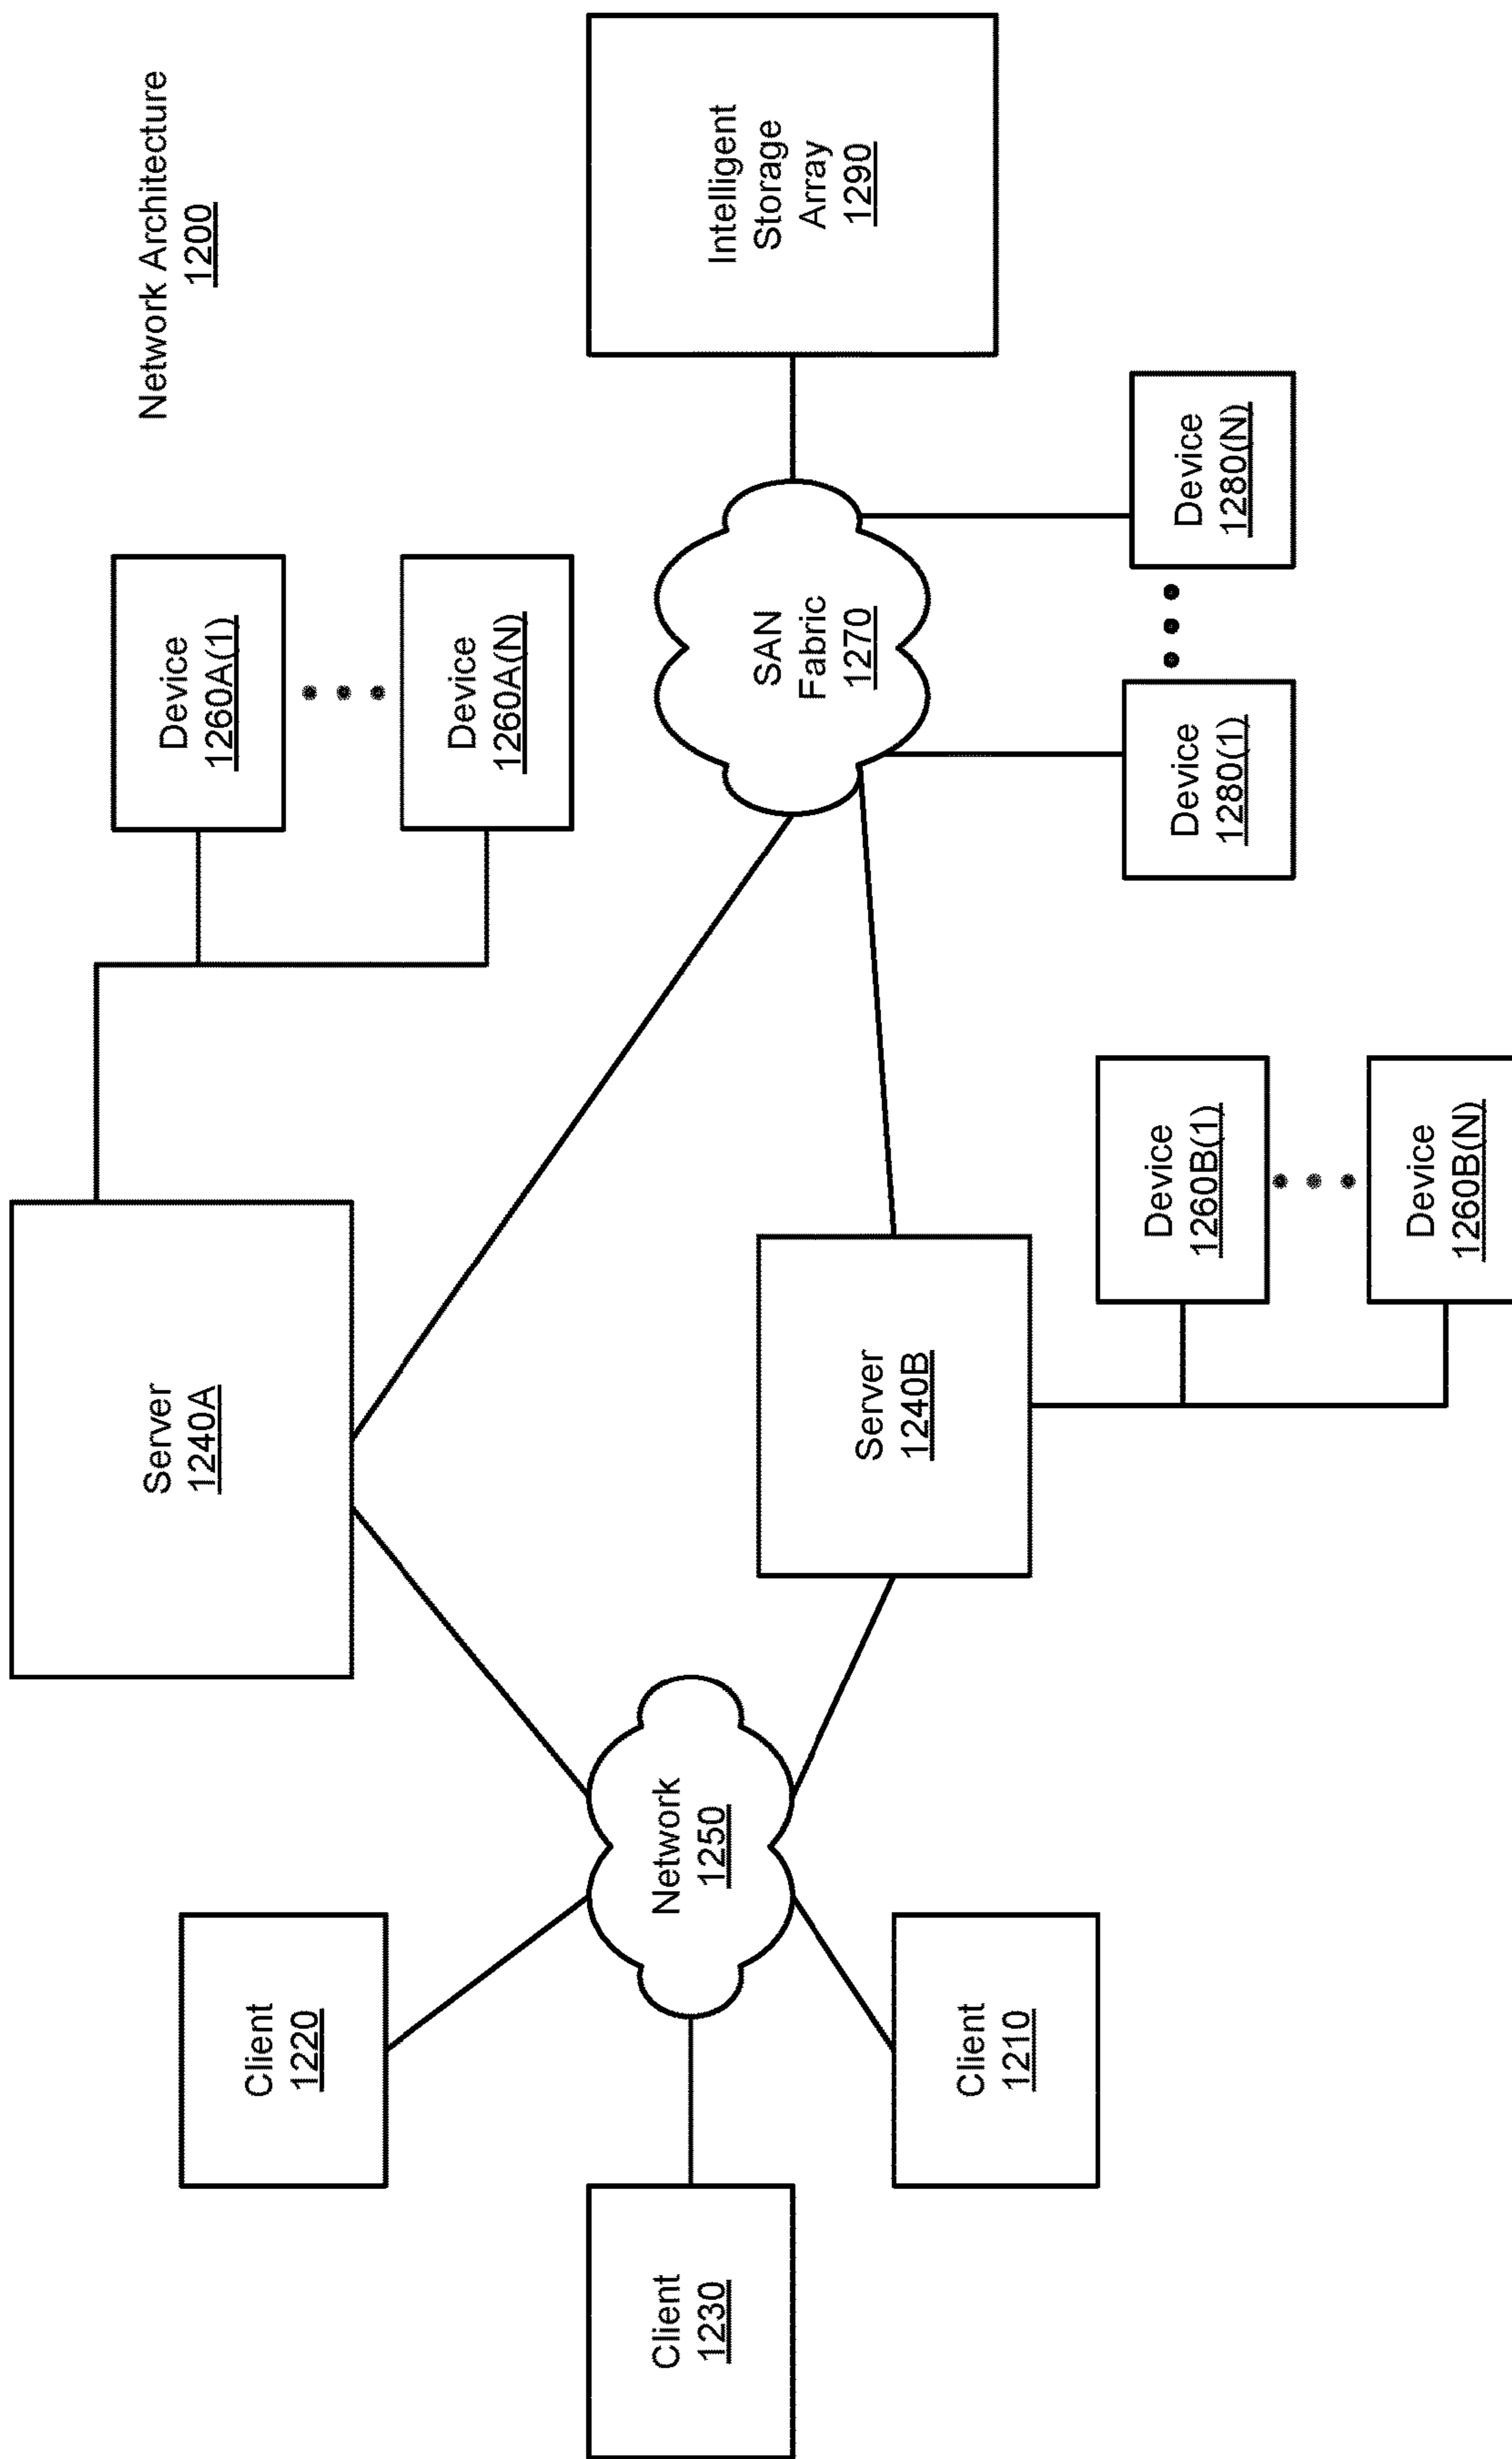 Network Architecture
1200
Server
1240A
Device
1260A(1)
Device
1260A(N)
Client
1220
Client
1230
Network
1250
Client
1210
Server
1240B
SAN
Fabric
1270
Intelligent
Storage
Array
1290
Device
1260B(1)
Device
1260B(N)
Device
1280(1)
Device
1280(N)